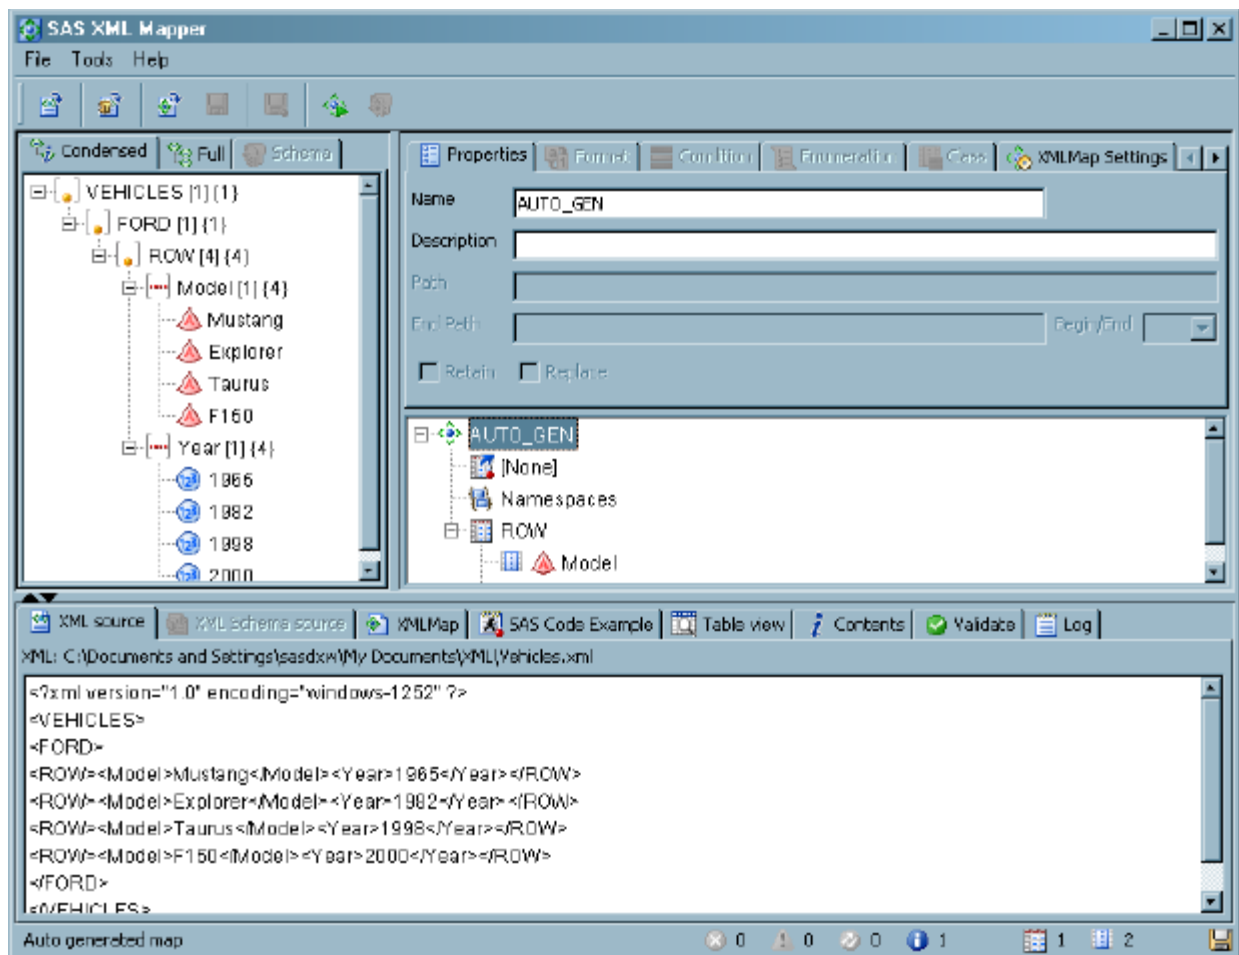 SAS XML Mapper
File Tools Help
Condensed Full Schema
VEHICLES [1] {1}
FORD [1] {1}
ROW [4] {4}
Model [1] {4}
Mustang
Explorer
Taurus
F150
Year [1] {4}
1965
1982
1998
2000
Properties Format Condition Enumeration Class XMLMap Settings
Name AUTO_GEN
Description
Path
End Path Begin/End
Retain Replace
AUTO_GEN
[None]
Namespaces
ROW
Model
XML source XML Schema source XMLMap SAS Code Example Table view Contents Validate Log
XML: C:\Documents and Settings\sasdxw\My Documents\XML\Vehicles.xml
<?xml version="1.0" encoding="windows-1252" ?>
<VEHICLES>
<FORD>
<ROW><Model>Mustang</Model><Year>1965</Year></ROW>
<ROW><Model>Explorer</Model><Year>1982</Year></ROW>
<ROW><Model>Taurus</Model><Year>1998</Year></ROW>
<ROW><Model>F150</Model><Year>2000</Year></ROW>
</FORD>
</VEHICLES>
Auto generated map 0 0 0 1 1 2